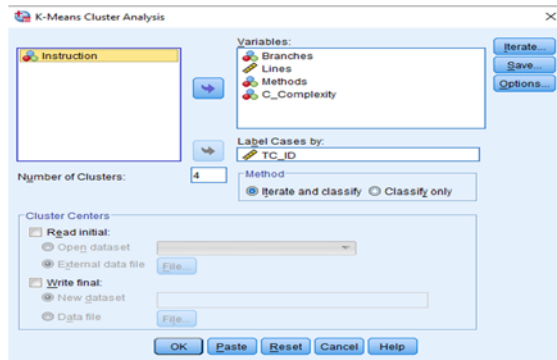 K-Means Cluster Analysis
Instruction
Variables:
Branches
Lines
Methods
C_Complexity
Iterate...
Save...
Options...
Label Cases by:
TC_ID
Number of Clusters:
4
Method
Iterate and classify
Classify only
Cluster Centers
Read initial:
Open dataset
External data file
File...
Write final:
New dataset
Data file
File...
OK
Paste
Reset
Cancel
Help